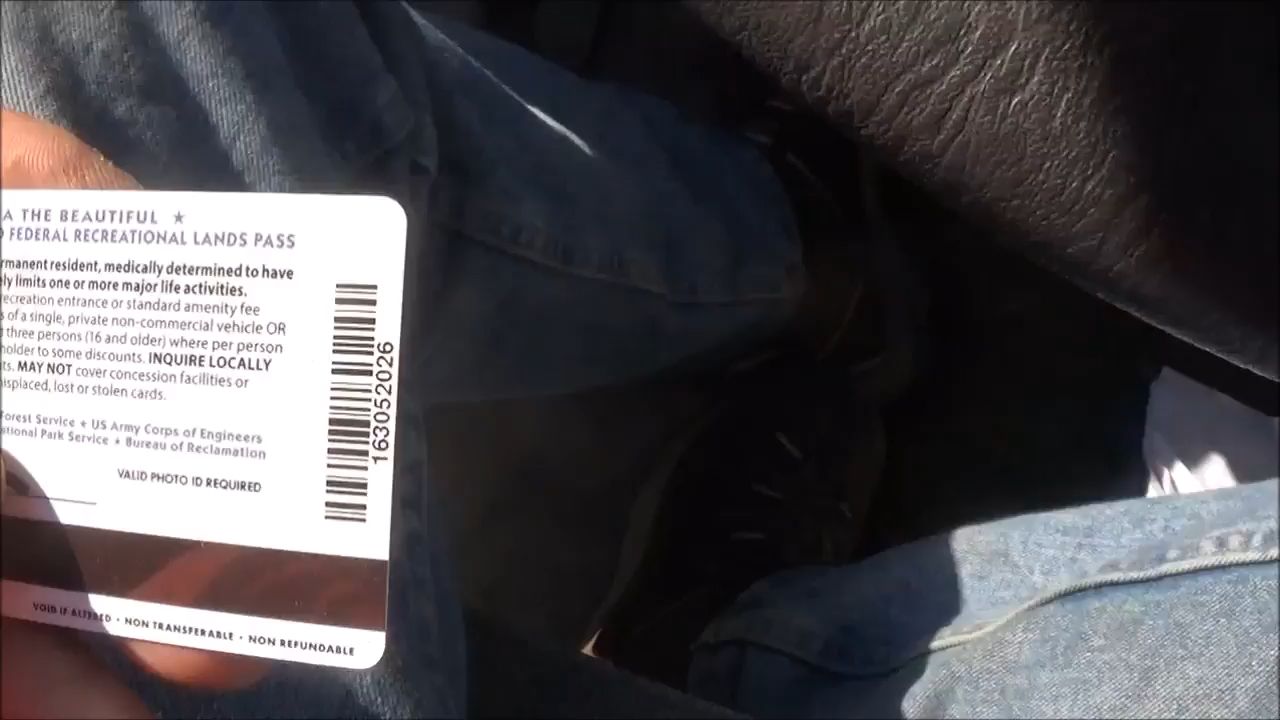 A THE BEAUTIFUL ★
FEDERAL RECREATIONAL LANDS PASS
rmanent resident, medically determined to have
ely limits one or more major life activities.
ecreation entrance or standard amenity fee
s of a single, private non-commercial vehicle OR
t three persons (16 and older) where per person
holder to some discounts. INQUIRE LOCALLY
ts. MAY NOT cover concession facilities or
isplaced, lost or stolen cards.
Forest Service ★ US Army Corps of Engineers
ational Park Service ★ Bureau of Reclamation
VALID PHOTO ID REQUIRED
163052026
VOID IF ALTERED • NON TRANSFERABLE • NON REFUNDABLE